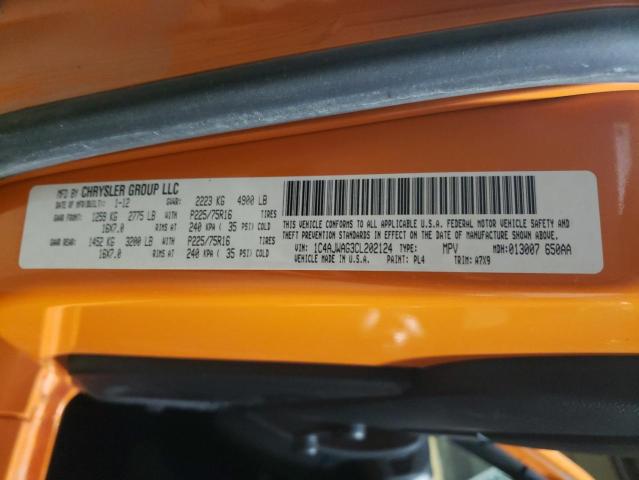 MFD BY CHRYSLER GROUP LLC
DATE OF MFD/BUILT: 1-12 GVWR: 2223 KG 4900 LB
GAWR FRONT: 1259 KG 2775 LB WITH P225/75R16 TIRES
16X7.0 RIMS AT 240 KPA ( 35 PSI) COLD
GAWR REAR: 1452 KG 3200 LB WITH P225/75R16 TIRES
16X7.0 RIMS AT 240 KPA ( 35 PSI) COLD
THIS VEHICLE CONFORMS TO ALL APPLICABLE U.S.A. FEDERAL MOTOR VEHICLE SAFETY AND
THEFT PREVENTION STANDARDS IN EFFECT ON THE DATE OF MANUFACTURE SHOWN ABOVE.
VIN: 1C4AJWAG3CL202124 TYPE: MPV MDH: 013007 650AA
VEHICLE MADE IN U.S.A. PAINT: PL4 TRIM: A7X9